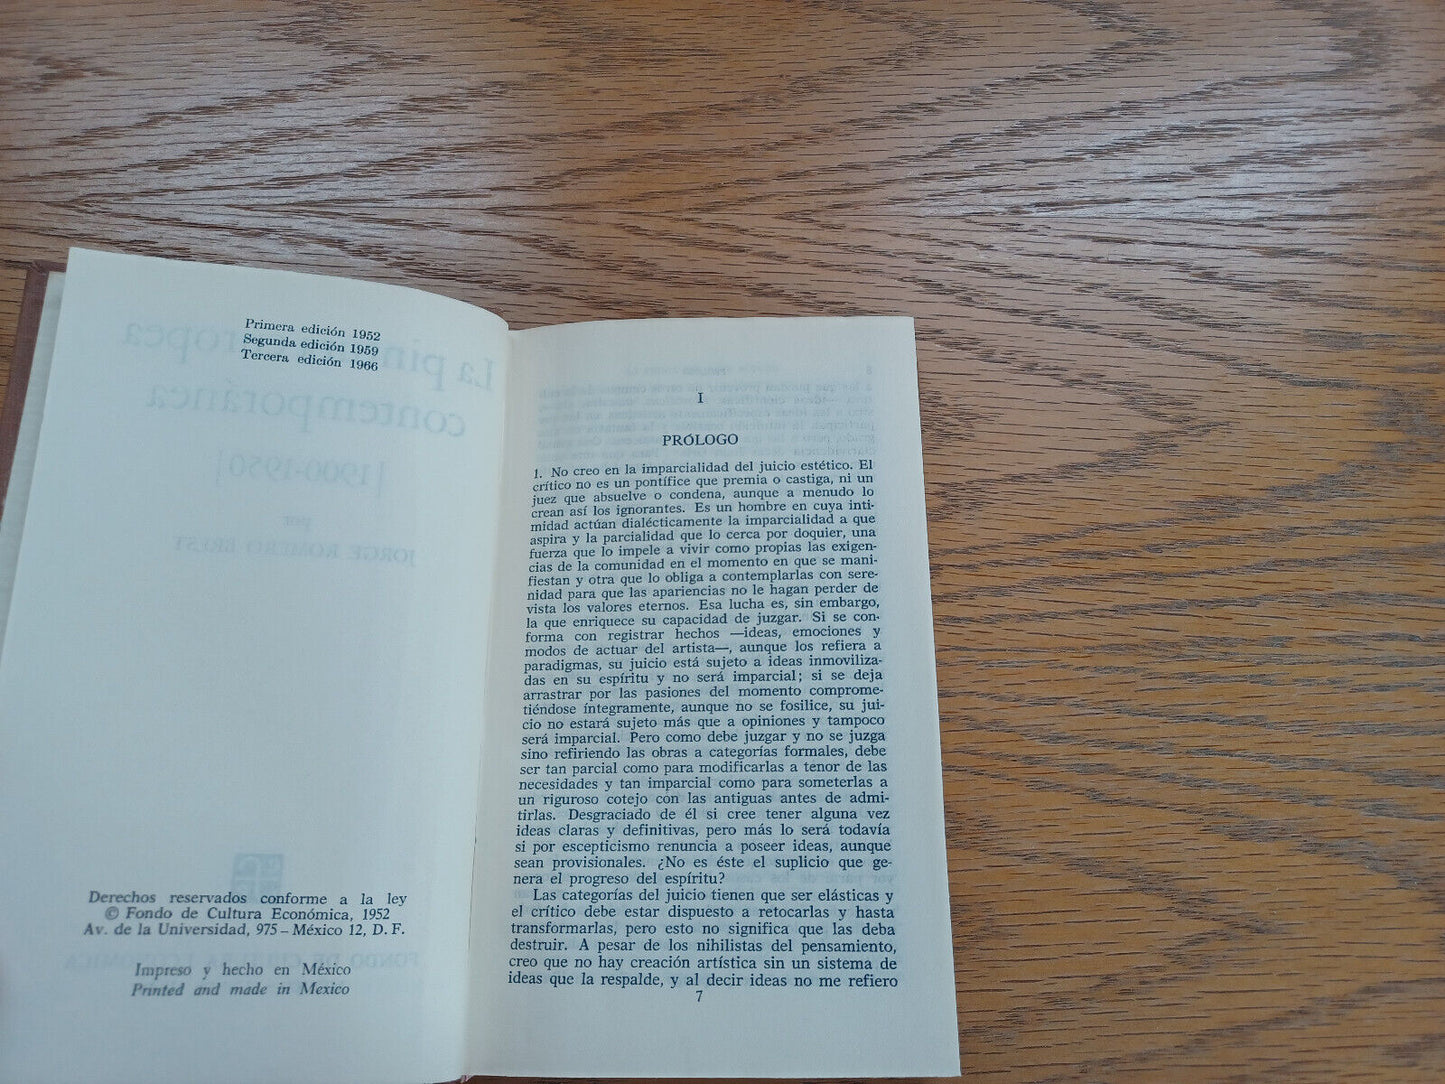 Primera edición 1952
Segunda edición 1959
Tercera edición 1966
La pintura europea
contemporánea
[1900-1950]
por
JORGE ROMERO BREST
FONDO DE CULTURA ECONOMICA
Derechos reservados conforme a la ley
© Fondo de Cultura Económica, 1952
Av. de la Universidad, 975 – México 12, D. F.
Impreso y hecho en México
Printed and made in Mexico
I
PRÓLOGO
1. No creo en la imparcialidad del juicio estético. El
crítico no es un pontífice que premia o castiga, ni un
juez que absuelve o condena, aunque a menudo lo
crean así los ignorantes. Es un hombre en cuya inti-
midad actúan dialécticamente la imparcialidad a que
aspira y la parcialidad que lo cerca por doquier, una
fuerza que lo impele a vivir como propias las exigen-
cias de la comunidad en el momento en que se mani-
fiestan y otra que lo obliga a contemplarlas con sere-
nidad para que las apariencias no le hagan perder de
vista los valores eternos. Esa lucha es, sin embargo,
la que enriquece su capacidad de juzgar. Si se con-
forma con registrar hechos —ideas, emociones y
modos de actuar del artista—, aunque los refiera a
paradigmas, su juicio está sujeto a ideas inmoviliza-
das en su espíritu y no será imparcial; si se deja
arrastrar por las pasiones del momento comprome-
tiéndose íntegramente, aunque no se fosilice, su jui-
cio no estará sujeto más que a opiniones y tampoco
será imparcial. Pero como debe juzgar y no se juzga
sino refiriendo las obras a categorías formales, debe
ser tan parcial como para modificarlas a tenor de las
necesidades y tan imparcial como para someterlas a
un riguroso cotejo con las antiguas antes de admi-
tirlas. Desgraciado de él si cree tener alguna vez
ideas claras y definitivas, pero más lo será todavía
si por escepticismo renuncia a poseer ideas, aunque
sean provisionales. ¿No es éste el suplicio que ge-
nera el progreso del espíritu?
Las categorías del juicio tienen que ser elásticas y
el crítico debe estar dispuesto a retocarlas y hasta
transformarlas, pero esto no significa que las deba
destruir. A pesar de los nihilistas del pensamiento,
creo que no hay creación artística sin un sistema de
ideas que la respalde, y al decir ideas no me refiero
7